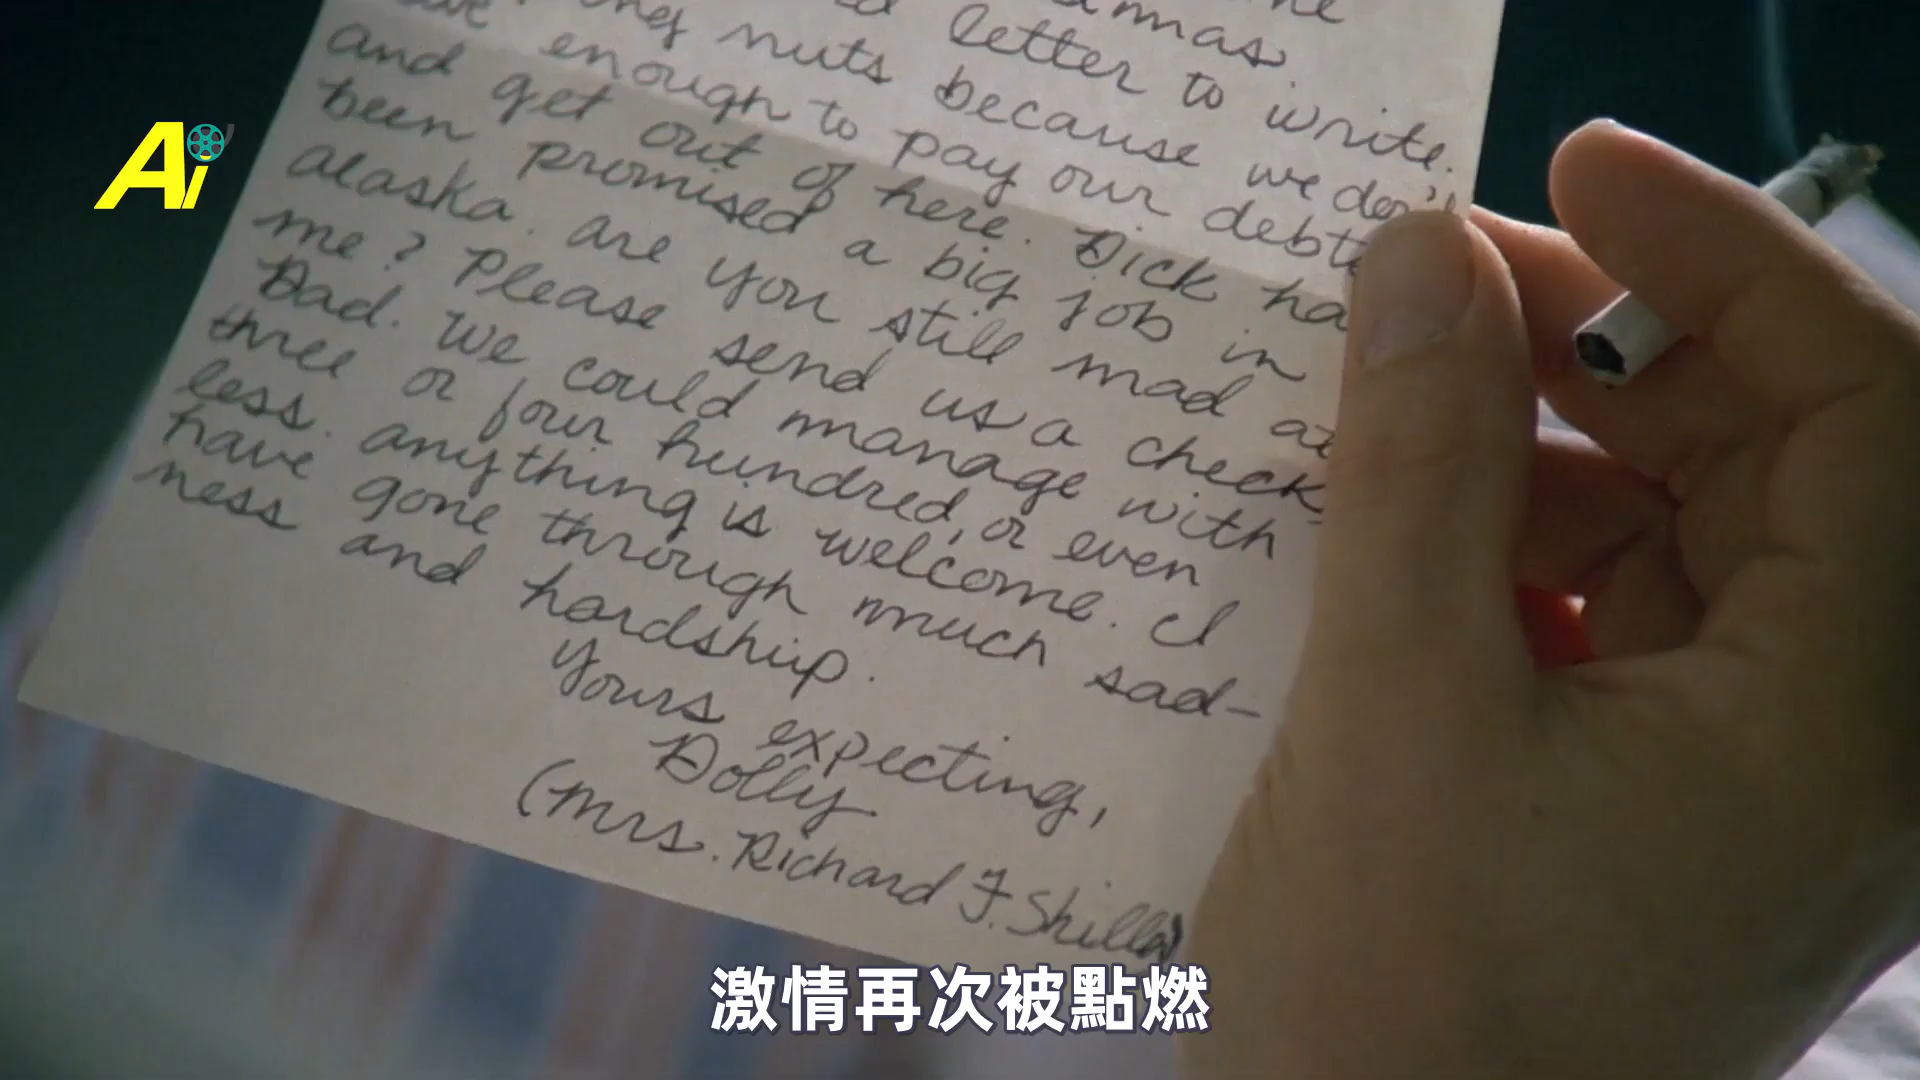 letter to write.
nuts because we don't
enough to pay our debts
and get out of here. Dick ha
been promised a big job in
Alaska. Are you still mad at
me? Please send us a check
Dad. We could manage with
three or four hundred, or even
less. Anything is welcome. I
have gone through much sad-
ness and hardship.
Yours expecting,
Dolly
(Mrs. Richard F. Skiller)
Ai
激情再次被點燃